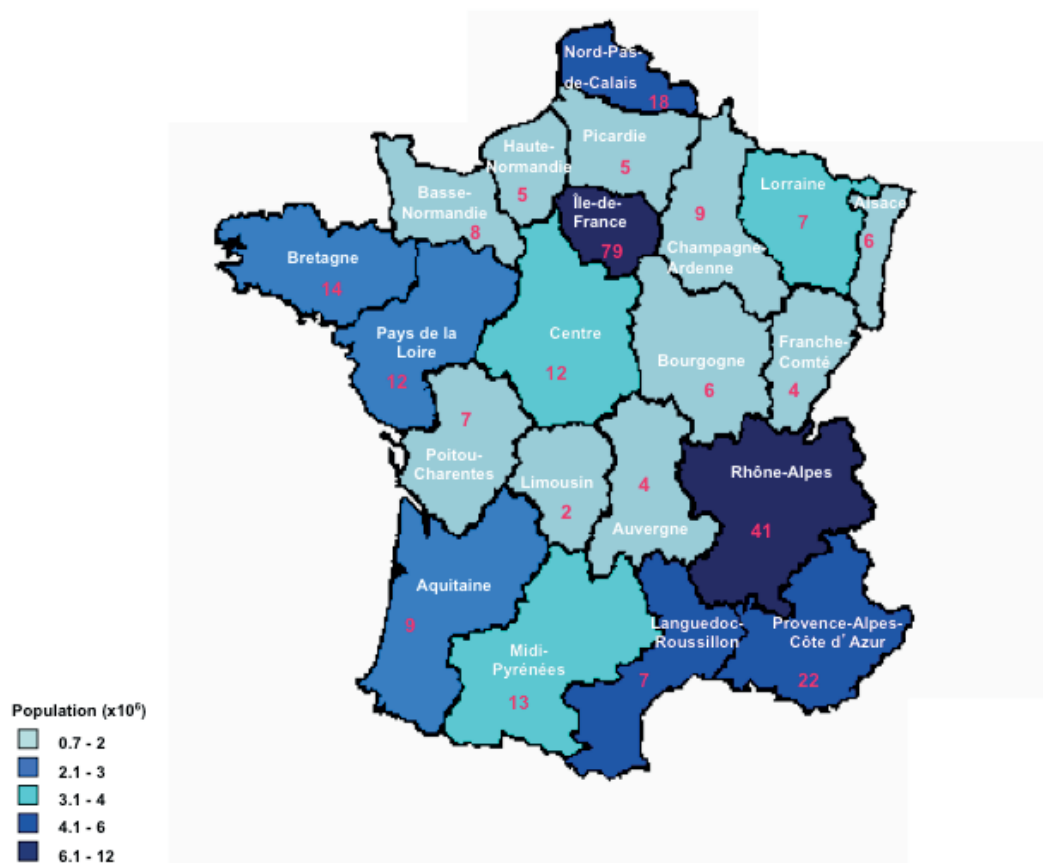 Nord-Pas-
de-Calais
18
Picardie
5
Haute-
Normandie
5
Basse-
Normandie
8
Île-de-
France
79
9
Champagne-
Ardenne
Lorraine
7
Alsace
6
Bretagne
14
Pays de la
Loire
12
Centre
12
Bourgogne
6
Franche-
Comté
4
7
Poitou-
Charentes
Limousin
2
4
Auvergne
Rhône-Alpes
41
Aquitaine
9
Midi-
Pyrénées
13
Languedoc-
Roussillon
7
Provence-Alpes-
Côte d' Azur
22
Population (x10⁶)
0.7 - 2
2.1 - 3
3.1 - 4
4.1 - 6
6.1 - 12